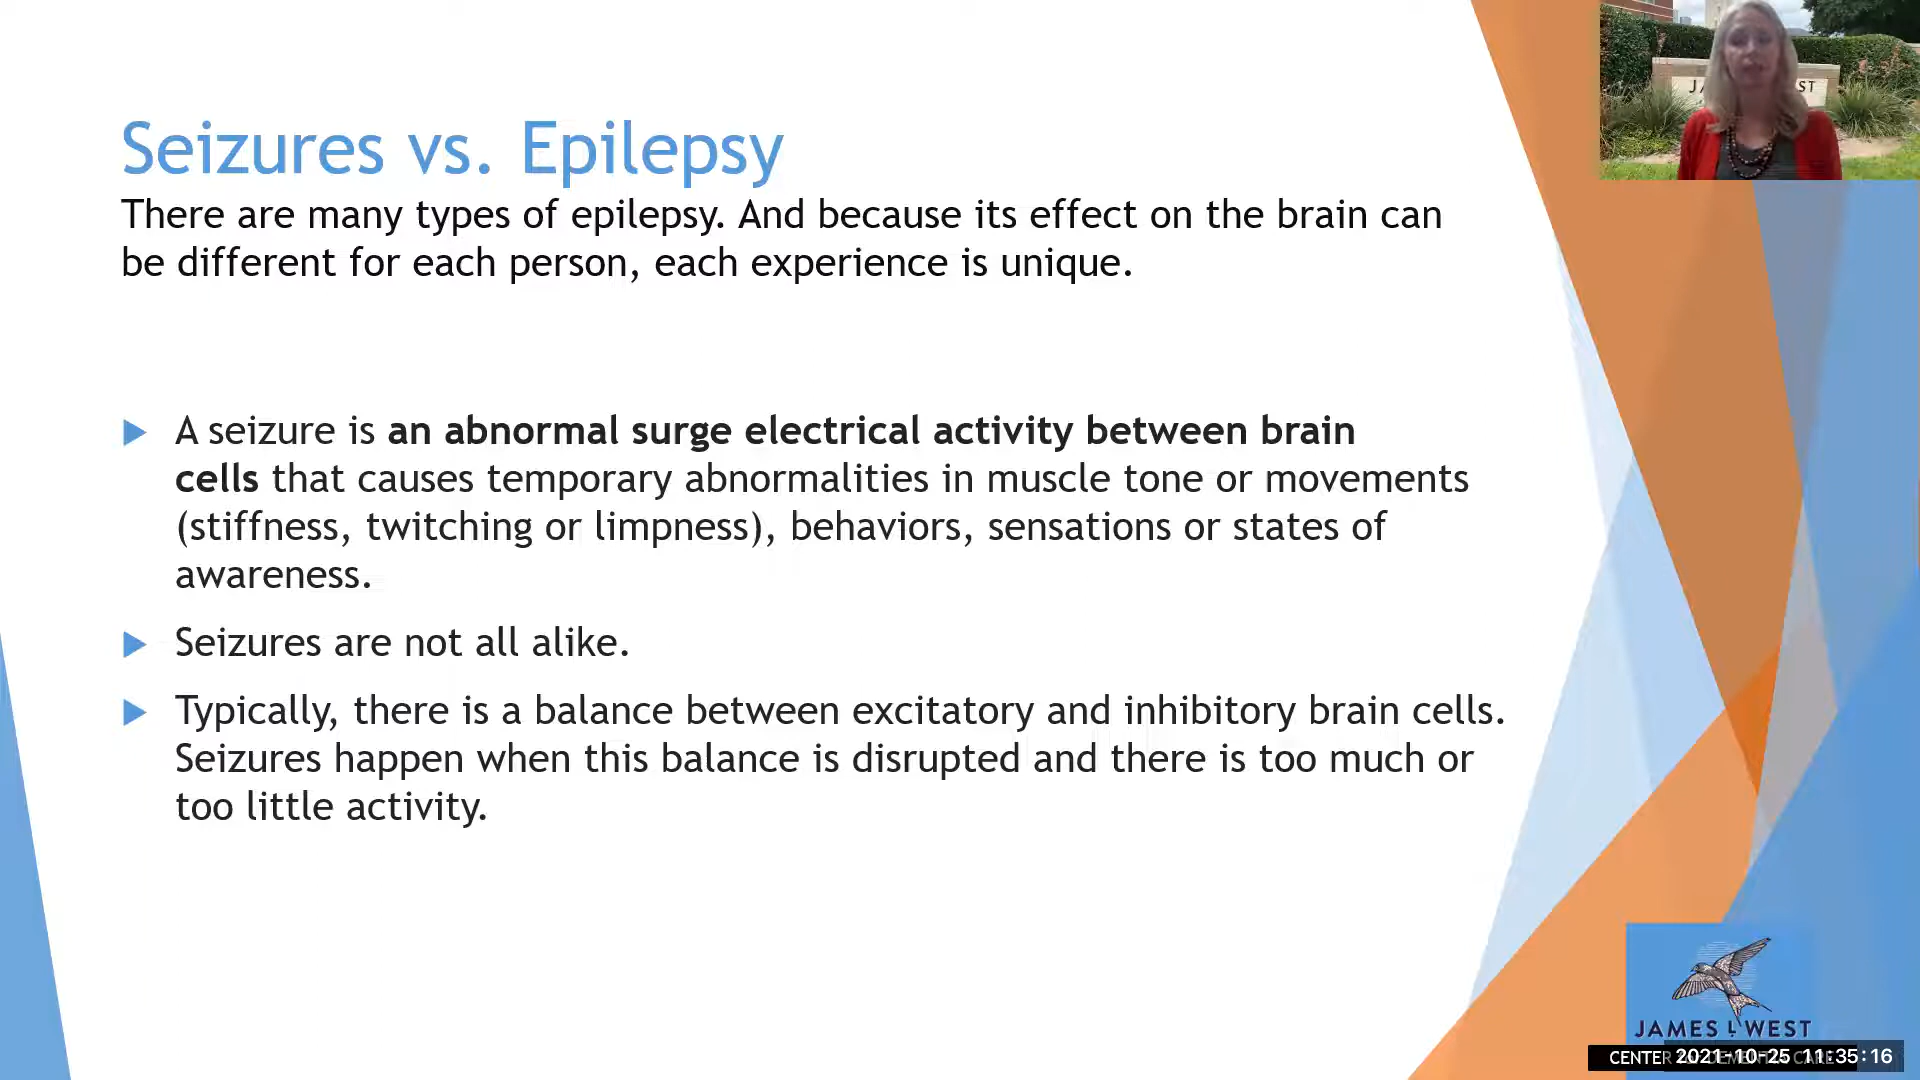 Seizures vs. Epilepsy
There are many types of epilepsy. And because its effect on the brain can
be different for each person, each experience is unique.
A seizure is an abnormal surge electrical activity between brain
cells that causes temporary abnormalities in muscle tone or movements
(stiffness, twitching or limpness), behaviors, sensations or states of
awareness.
Seizures are not all alike.
Typically, there is a balance between excitatory and inhibitory brain cells.
Seizures happen when this balance is disrupted and there is too much or
too little activity.
JAMES L WEST
CENTER
2021-10-25 11:35:16